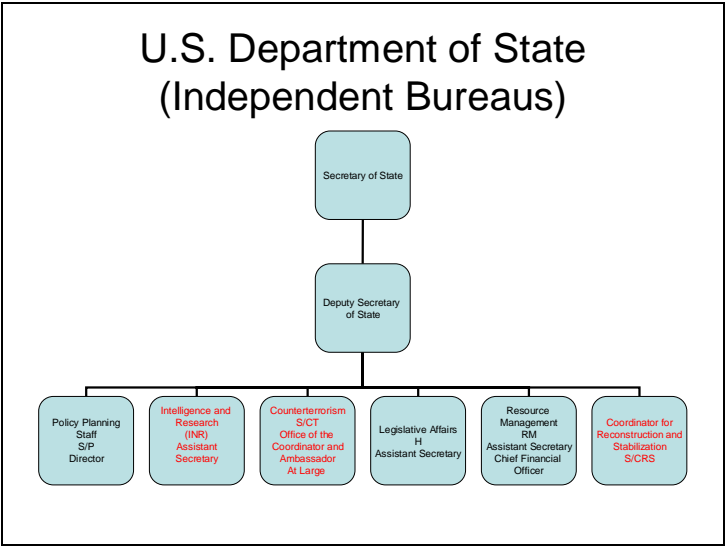 U.S. Department of State
(Independent Bureaus)
Secretary of State
Deputy Secretary
of State
Policy Planning
Staff
S/P
Director
Intelligence and
Research
(INR)
Assistant
Secretary
Counterterrorism
S/CT
Office of the
Coordinator and
Ambassador
At Large
Legislative Affairs
H
Assistant Secretary
Resource
Management
RM
Assistant Secretary
Chief Financial
Officer
Coordinator for
Reconstruction and
Stabilization
S/CRS